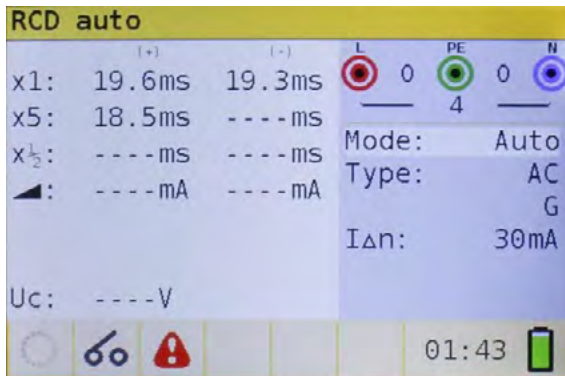 RCD auto
(+) (-)
x1: 19.6ms 19.3ms
x5: 18.5ms ----ms
x½: ----ms ----ms
◢: ----mA ----mA
Uc: ----V
L PE N
0 0
4
Mode: Auto
Type: AC
G
IΔn: 30mA
01:43